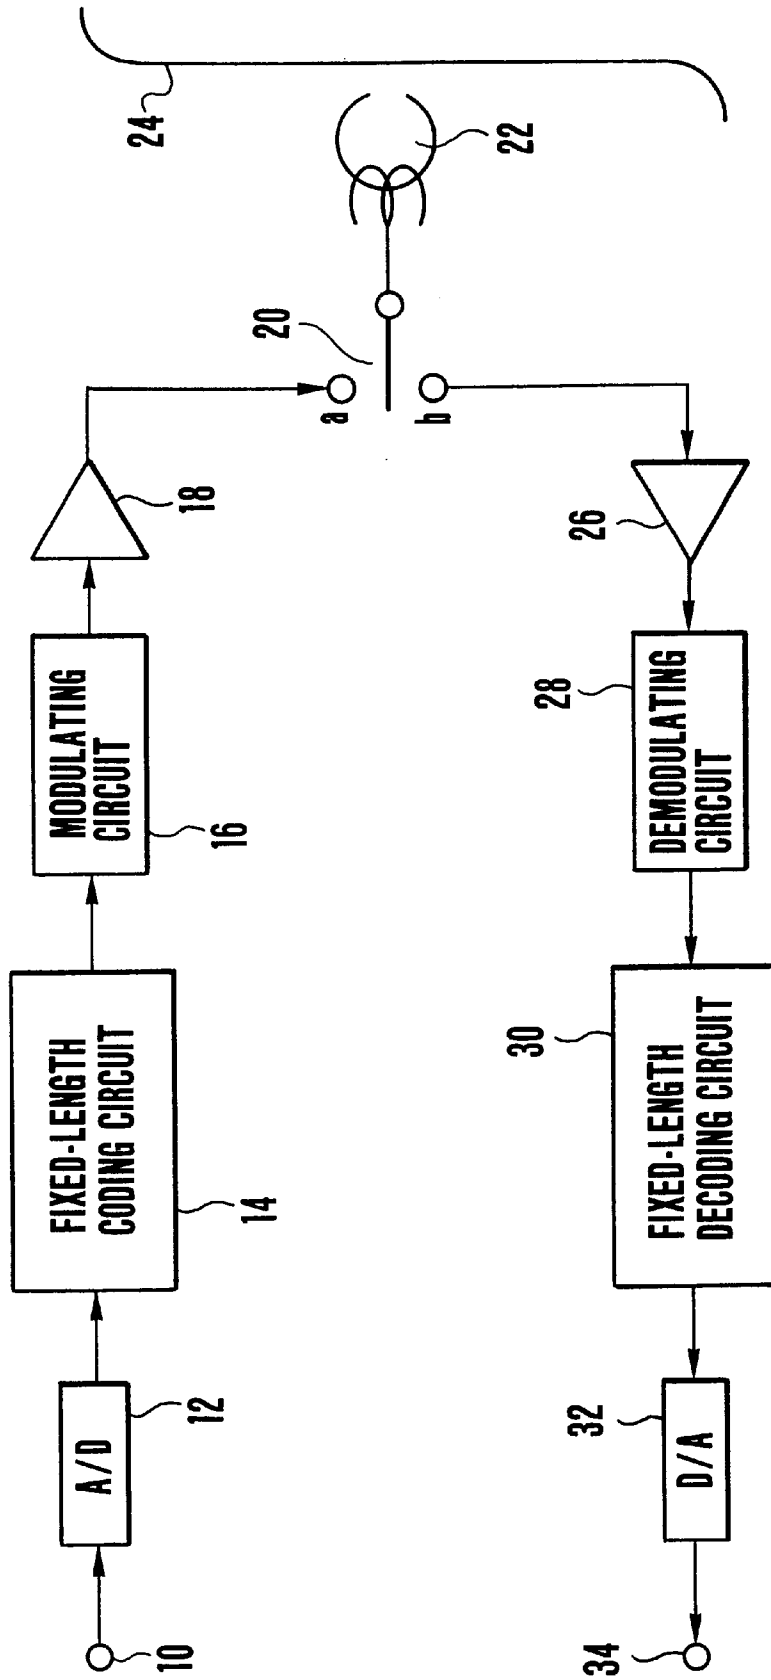 10
A/D
12
FIXED-LENGTH
CODING CIRCUIT
14
MODULATING
CIRCUIT
16
18
20
a
b
22
24
26
28
DEMODULATING
CIRCUIT
30
FIXED-LENGTH
DECODING CIRCUIT
32
D/A
34